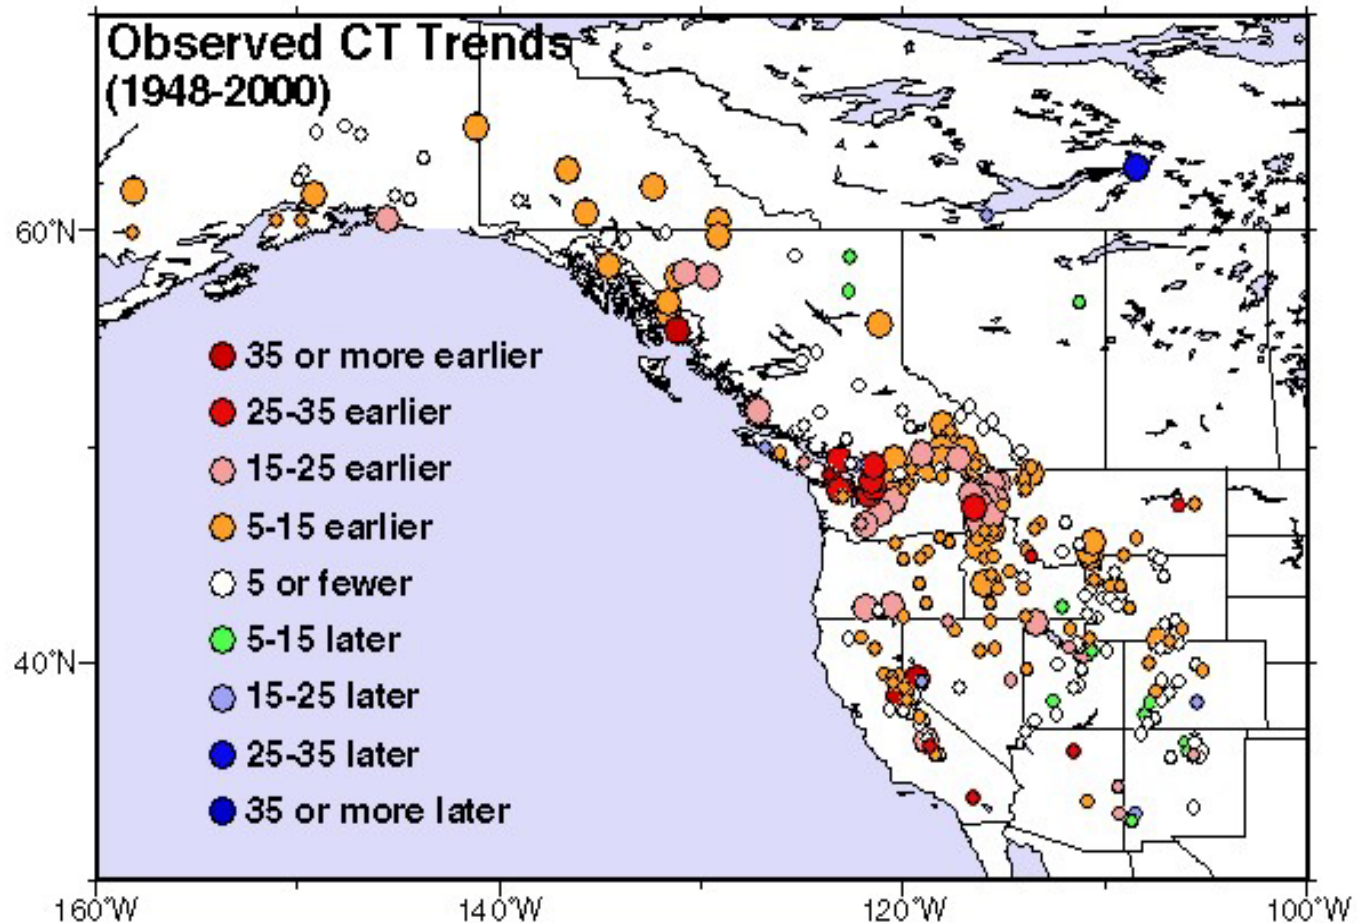 Observed CT Trends
(1948-2000)
60°N
35 or more earlier
25-35 earlier
15-25 earlier
5-15 earlier
5 or fewer
5-15 later
15-25 later
25-35 later
35 or more later
40°N
160°W
140°W
120°W
100°W